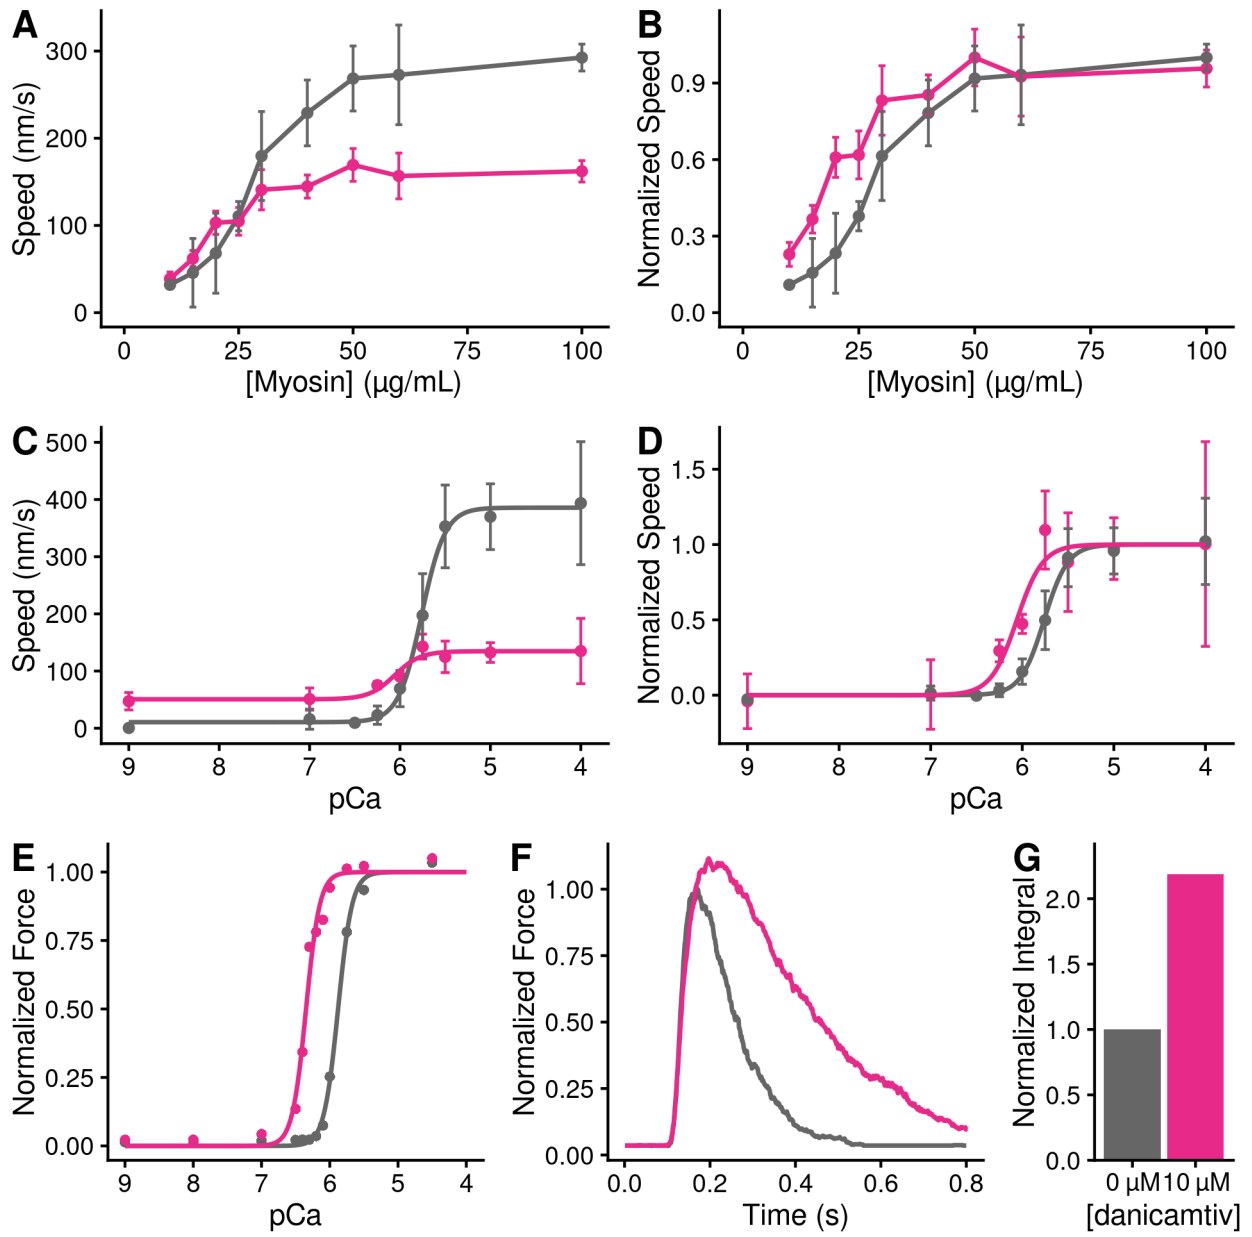 A
Speed (nm/s)
300
200
100
0
0 25 50 75 100
[Myosin] (μg/mL)
B
Normalized Speed
0.9
0.6
0.3
0.0
0 25 50 75 100
[Myosin] (μg/mL)
C
Speed (nm/s)
500
400
300
200
100
0
9 8 7 6 5 4
pCa
D
Normalized Speed
1.5
1.0
0.5
0.0
9 8 7 6 5 4
pCa
E
Normalized Force
1.00
0.75
0.50
0.25
0.00
9 8 7 6 5 4
pCa
F
Normalized Force
1.00
0.75
0.50
0.25
0.00
0.0 0.2 0.4 0.6 0.8
Time (s)
G
Normalized Integral
2.0
1.5
1.0
0.5
0.0
0 μM 10 μM
[danicamtiv]